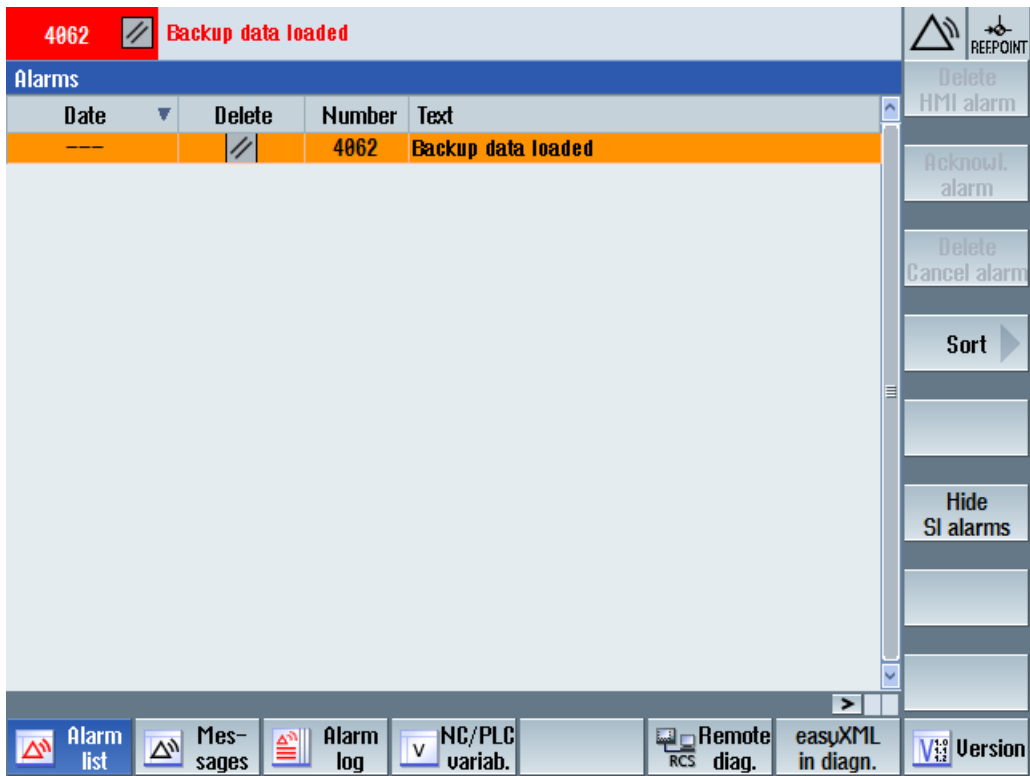 4062 Backup data loaded
REF.POINT
Alarms
Date Delete Number Text
--- 4062 Backup data loaded
Delete
HMI alarm
Acknowl.
alarm
Delete
Cancel alarm
Sort
Hide
SI alarms
>
Alarm
list
Mes-
sages
Alarm
log
V
NC/PLC
variab.
RCS
Remote
diag.
easyXML
in diagn.
Version